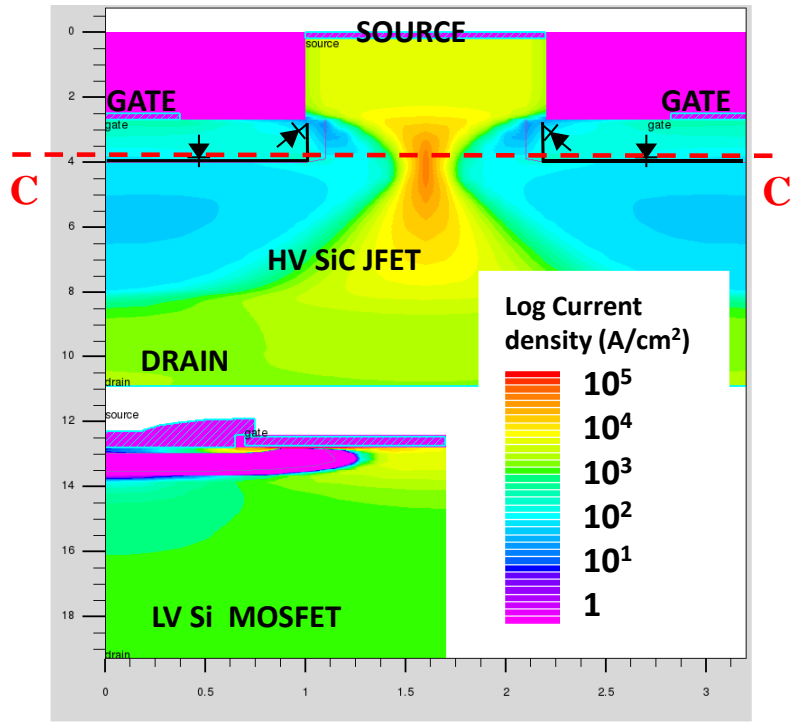 0
SOURCE
source
2
GATE
GATE
gate
gate
4
C
C
6
HV SiC JFET
8
Log Current
density (A/cm²)
10⁵
10⁴
10³
10²
10¹
1
10
DRAIN
drain
12
source
gate
14
16
18
LV Si MOSFET
drain
0
0.5
1
1.5
2
2.5
3